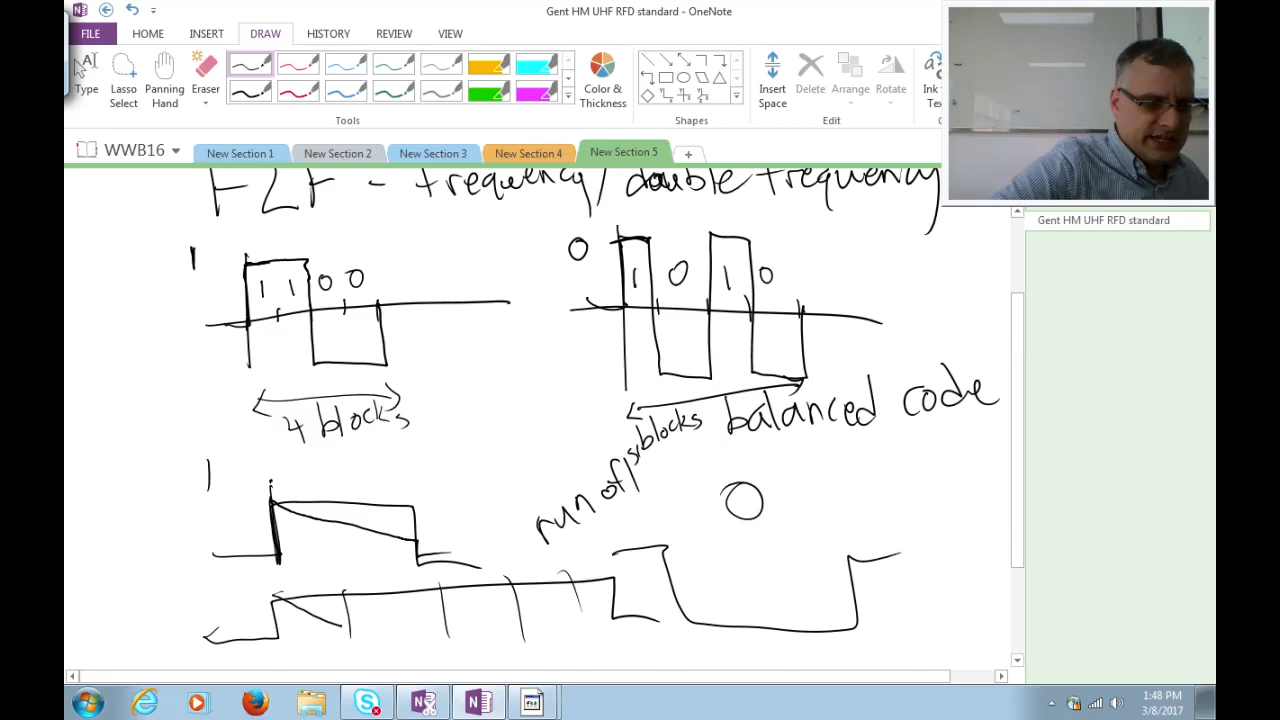 Gent HM UHF RFD standard - OneNote
FILE HOME INSERT DRAW HISTORY REVIEW VIEW
Type
Lasso Select
Panning Hand
Eraser
Color & Thickness
Insert Space
Delete
Arrange
Rotate
Ink to Text
Tools
Shapes
Edit
WWB16
New Section 1 New Section 2 New Section 3 New Section 4 New Section 5
Gent HM UHF RFD standard
F2F - frequency/double frequency
1
1 1 0 0
0
1 0 1 0
4 blocks
blocks
balanced code
1
run of 1's
0
1:48 PM
3/8/2017